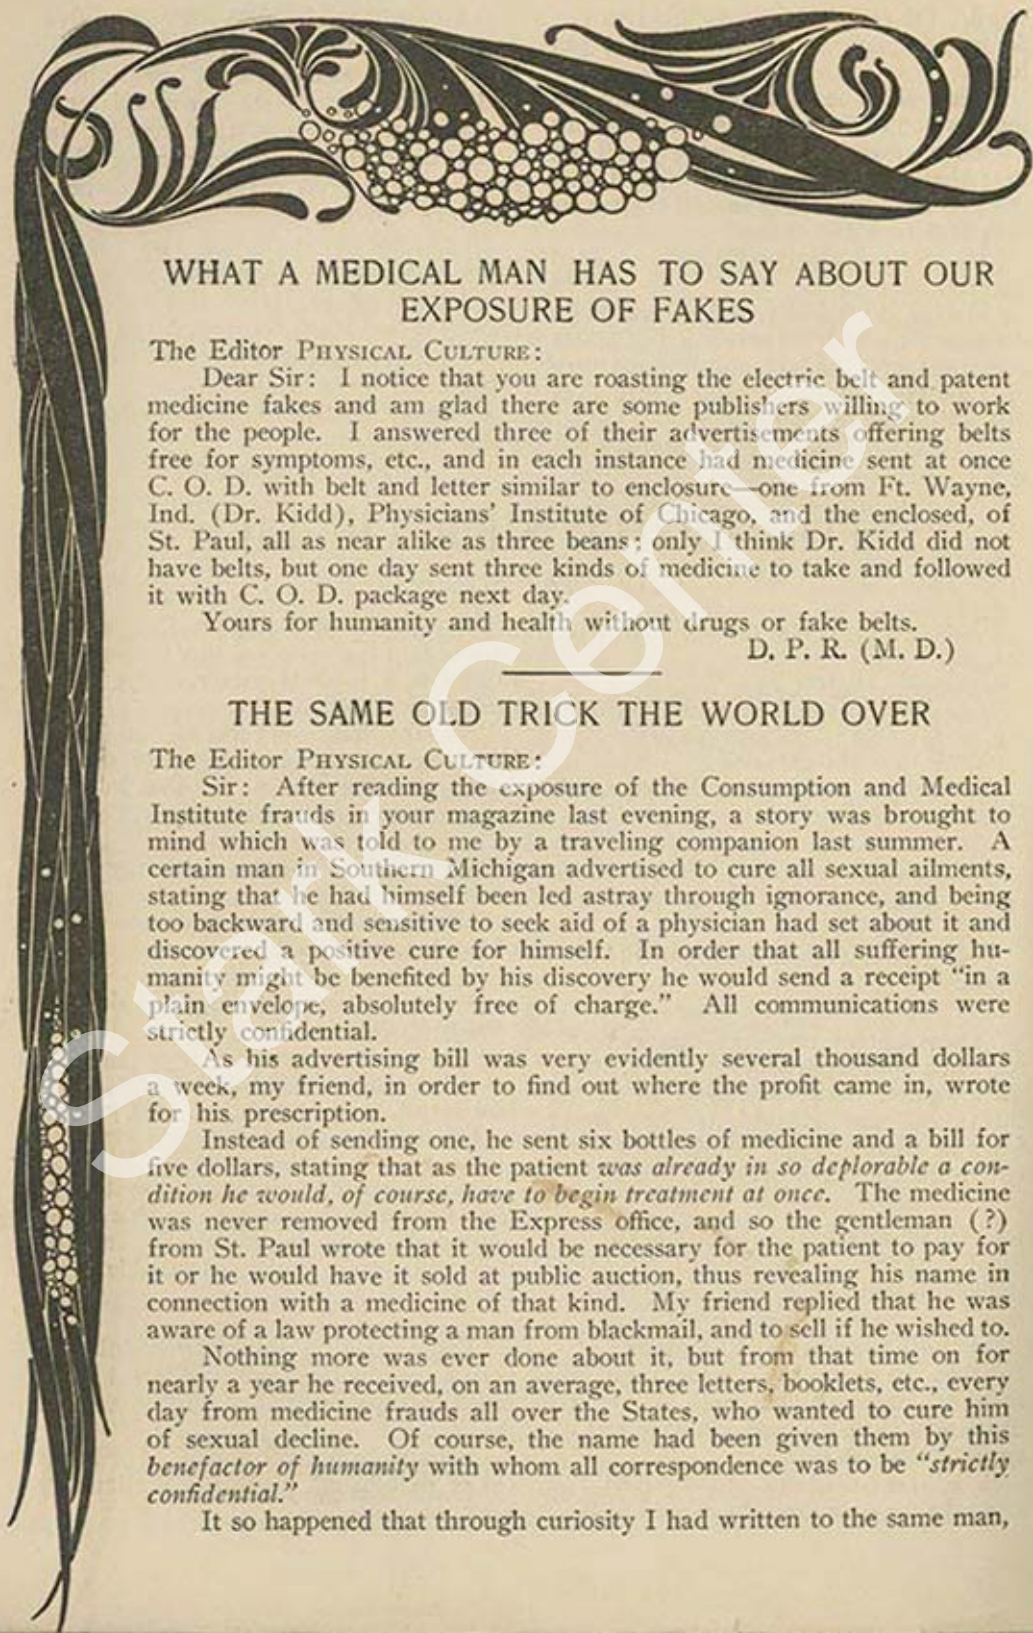 WHAT A MEDICAL MAN HAS TO SAY ABOUT OUR
EXPOSURE OF FAKES
The Editor PHYSICAL CULTURE:
Dear Sir: I notice that you are roasting the electric belt and patent
medicine fakes and am glad there are some publishers willing to work
for the people. I answered three of their advertisements offering belts
free for symptoms, etc., and in each instance had medicine sent at once
C. O. D. with belt and letter similar to enclosure—one from Ft. Wayne,
Ind. (Dr. Kidd), Physicians' Institute of Chicago, and the enclosed, of
St. Paul, all as near alike as three beans; only I think Dr. Kidd did not
have belts, but one day sent three kinds of medicine to take and followed
it with C. O. D. package next day.
Yours for humanity and health without drugs or fake belts.
D. P. R. (M. D.)
THE SAME OLD TRICK THE WORLD OVER
The Editor PHYSICAL CULTURE:
Sir: After reading the exposure of the Consumption and Medical
Institute frauds in your magazine last evening, a story was brought to
mind which was told to me by a traveling companion last summer. A
certain man in Southern Michigan advertised to cure all sexual ailments,
stating that he had himself been led astray through ignorance, and being
too backward and sensitive to seek aid of a physician had set about it and
discovered a positive cure for himself. In order that all suffering hu-
manity might be benefited by his discovery he would send a receipt "in a
plain envelope, absolutely free of charge." All communications were
strictly confidential.
As his advertising bill was very evidently several thousand dollars
a week, my friend, in order to find out where the profit came in, wrote
for his prescription.
Instead of sending one, he sent six bottles of medicine and a bill for
five dollars, stating that as the patient was already in so deplorable a con-
dition he would, of course, have to begin treatment at once. The medicine
was never removed from the Express office, and so the gentleman (?)
from St. Paul wrote that it would be necessary for the patient to pay for
it or he would have it sold at public auction, thus revealing his name in
connection with a medicine of that kind. My friend replied that he was
aware of a law protecting a man from blackmail, and to sell if he wished to.
Nothing more was ever done about it, but from that time on for
nearly a year he received, on an average, three letters, booklets, etc., every
day from medicine frauds all over the States, who wanted to cure him
of sexual decline. Of course, the name had been given them by this
benefactor of humanity with whom all correspondence was to be "strictly
confidential."
It so happened that through curiosity I had written to the same man,
Stark Center